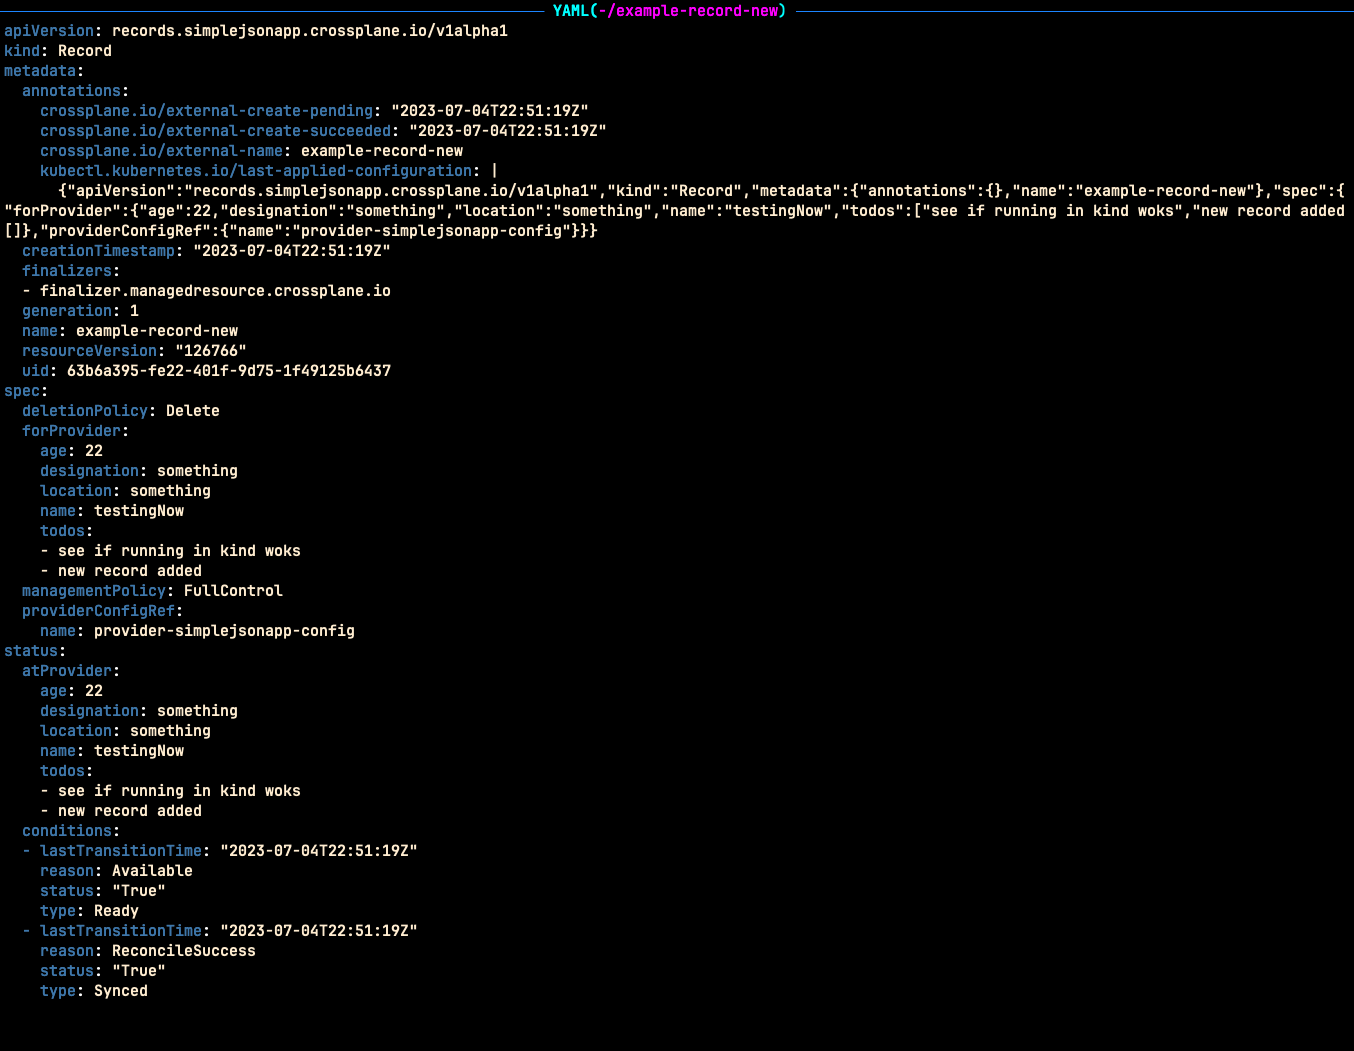 YAML(-/example-record-new)
apiVersion: records.simplejsonapp.crossplane.io/v1alpha1
kind: Record
metadata:
  annotations:
    crossplane.io/external-create-pending: "2023-07-04T22:51:19Z"
    crossplane.io/external-create-succeeded: "2023-07-04T22:51:19Z"
    crossplane.io/external-name: example-record-new
    kubectl.kubernetes.io/last-applied-configuration: |
      {"apiVersion":"records.simplejsonapp.crossplane.io/v1alpha1","kind":"Record","metadata":{"annotations":{},"name":"example-record-new"},"spec":{
"forProvider":{"age":22,"designation":"something","location":"something","name":"testingNow","todos":["see if running in kind woks","new record added
[]},"providerConfigRef":{"name":"provider-simplejsonapp-config"}}}
  creationTimestamp: "2023-07-04T22:51:19Z"
  finalizers:
  - finalizer.managedresource.crossplane.io
  generation: 1
  name: example-record-new
  resourceVersion: "126766"
  uid: 63b6a395-fe22-401f-9d75-1f49125b6437
spec:
  deletionPolicy: Delete
  forProvider:
    age: 22
    designation: something
    location: something
    name: testingNow
    todos:
    - see if running in kind woks
    - new record added
  managementPolicy: FullControl
  providerConfigRef:
    name: provider-simplejsonapp-config
status:
  atProvider:
    age: 22
    designation: something
    location: something
    name: testingNow
    todos:
    - see if running in kind woks
    - new record added
  conditions:
  - lastTransitionTime: "2023-07-04T22:51:19Z"
    reason: Available
    status: "True"
    type: Ready
  - lastTransitionTime: "2023-07-04T22:51:19Z"
    reason: ReconcileSuccess
    status: "True"
    type: Synced